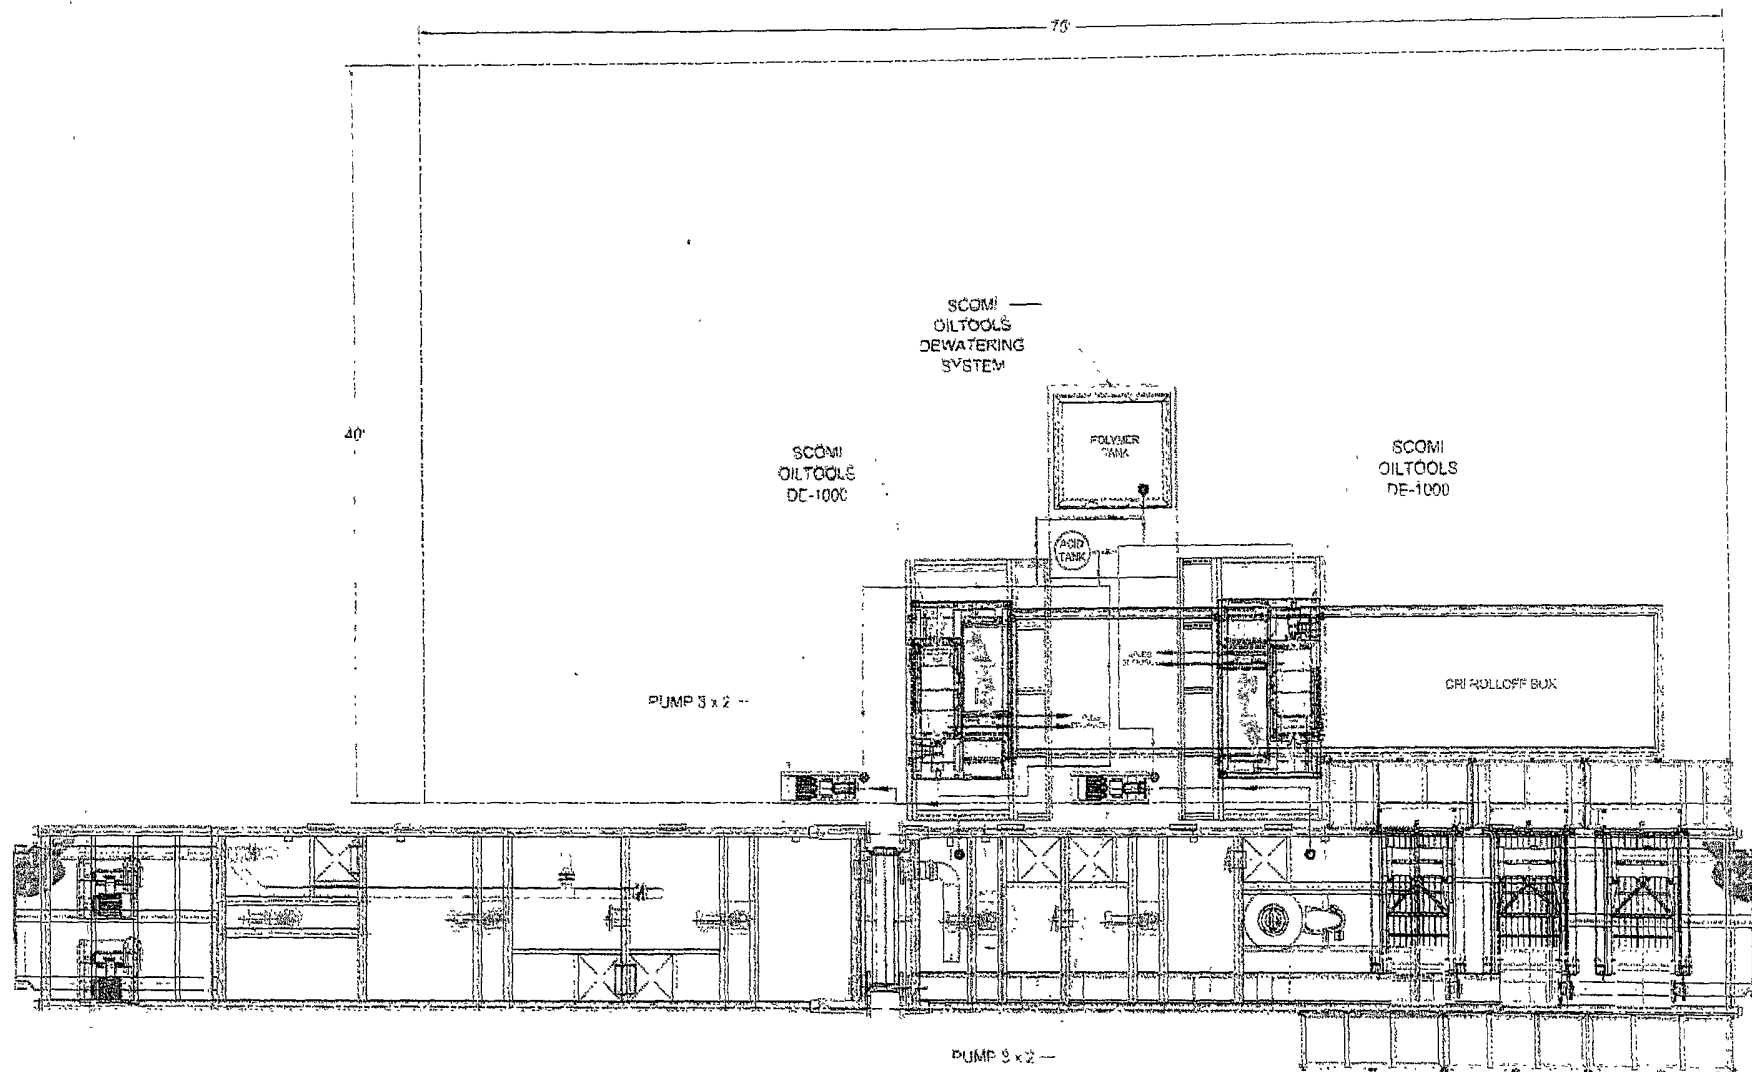 75'
SCOMI
OILTOOLS
DEWATERING
SYSTEM
40'
POLYMER
TANK
SCOMI
OILTOOLS
DE-1000
SCOMI
OILTOOLS
DE-1000
ACID
TANK
CRI ROLLOFF BOX
PUMP 3 x 2
PUMP 3 x 2